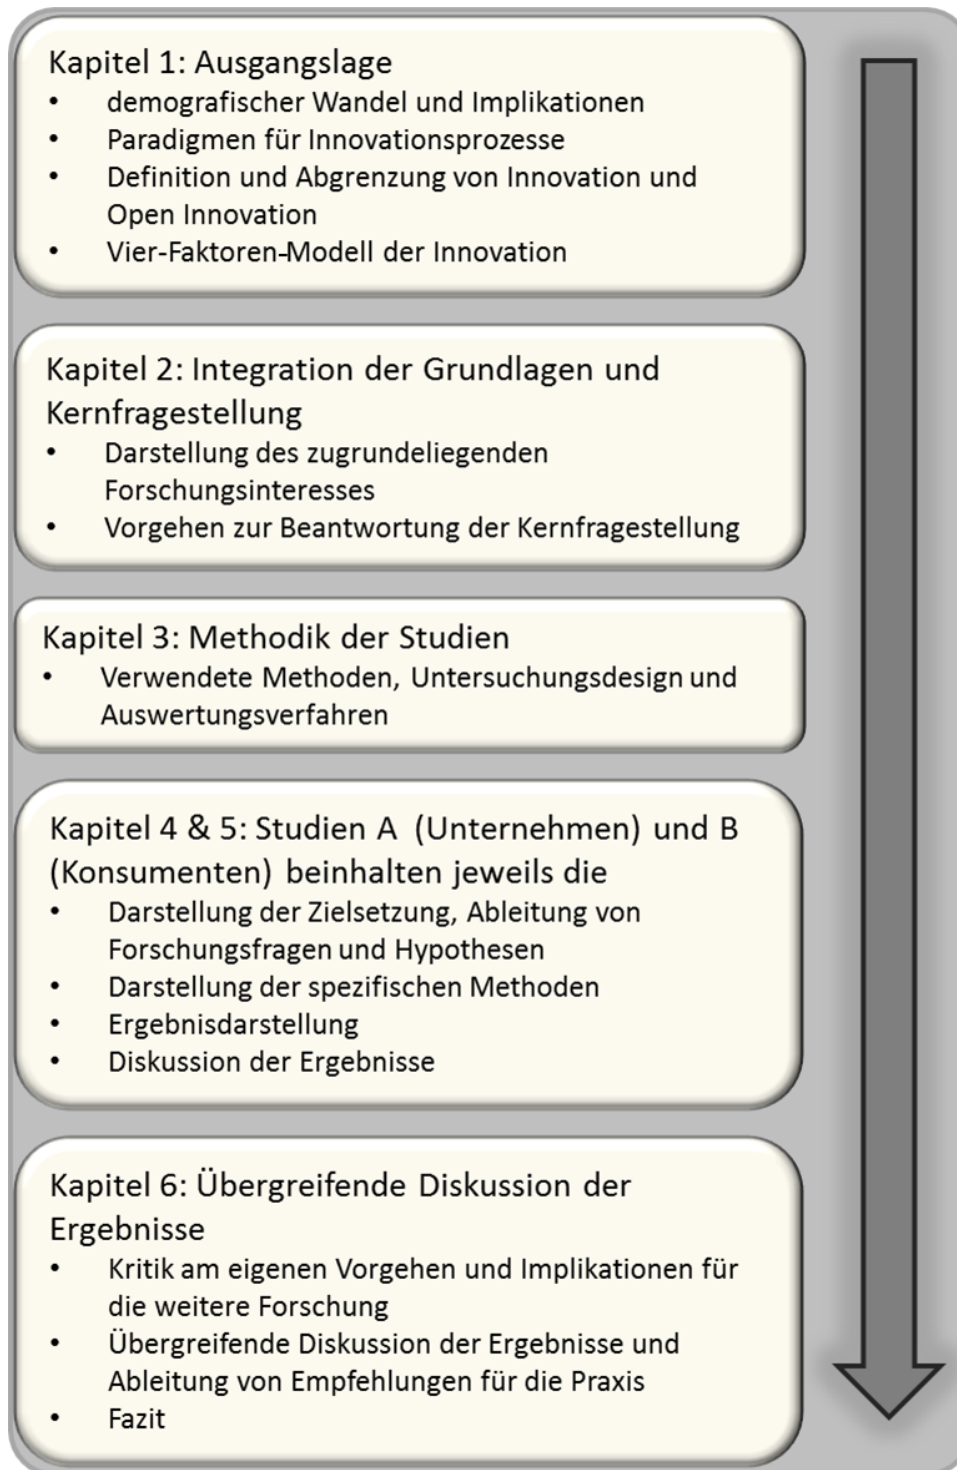 Kapitel 1: Ausgangslage
• demografischer Wandel und Implikationen
• Paradigmen für Innovationsprozesse
• Definition und Abgrenzung von Innovation und
Open Innovation
• Vier-Faktoren-Modell der Innovation
Kapitel 2: Integration der Grundlagen und
Kernfragestellung
• Darstellung des zugrundeliegenden
Forschungsinteresses
• Vorgehen zur Beantwortung der Kernfragestellung
Kapitel 3: Methodik der Studien
• Verwendete Methoden, Untersuchungsdesign und
Auswertungsverfahren
Kapitel 4 & 5: Studien A (Unternehmen) und B
(Konsumenten) beinhalten jeweils die
• Darstellung der Zielsetzung, Ableitung von
Forschungsfragen und Hypothesen
• Darstellung der spezifischen Methoden
• Ergebnisdarstellung
• Diskussion der Ergebnisse
Kapitel 6: Übergreifende Diskussion der
Ergebnisse
• Kritik am eigenen Vorgehen und Implikationen für
die weitere Forschung
• Übergreifende Diskussion der Ergebnisse und
Ableitung von Empfehlungen für die Praxis
• Fazit